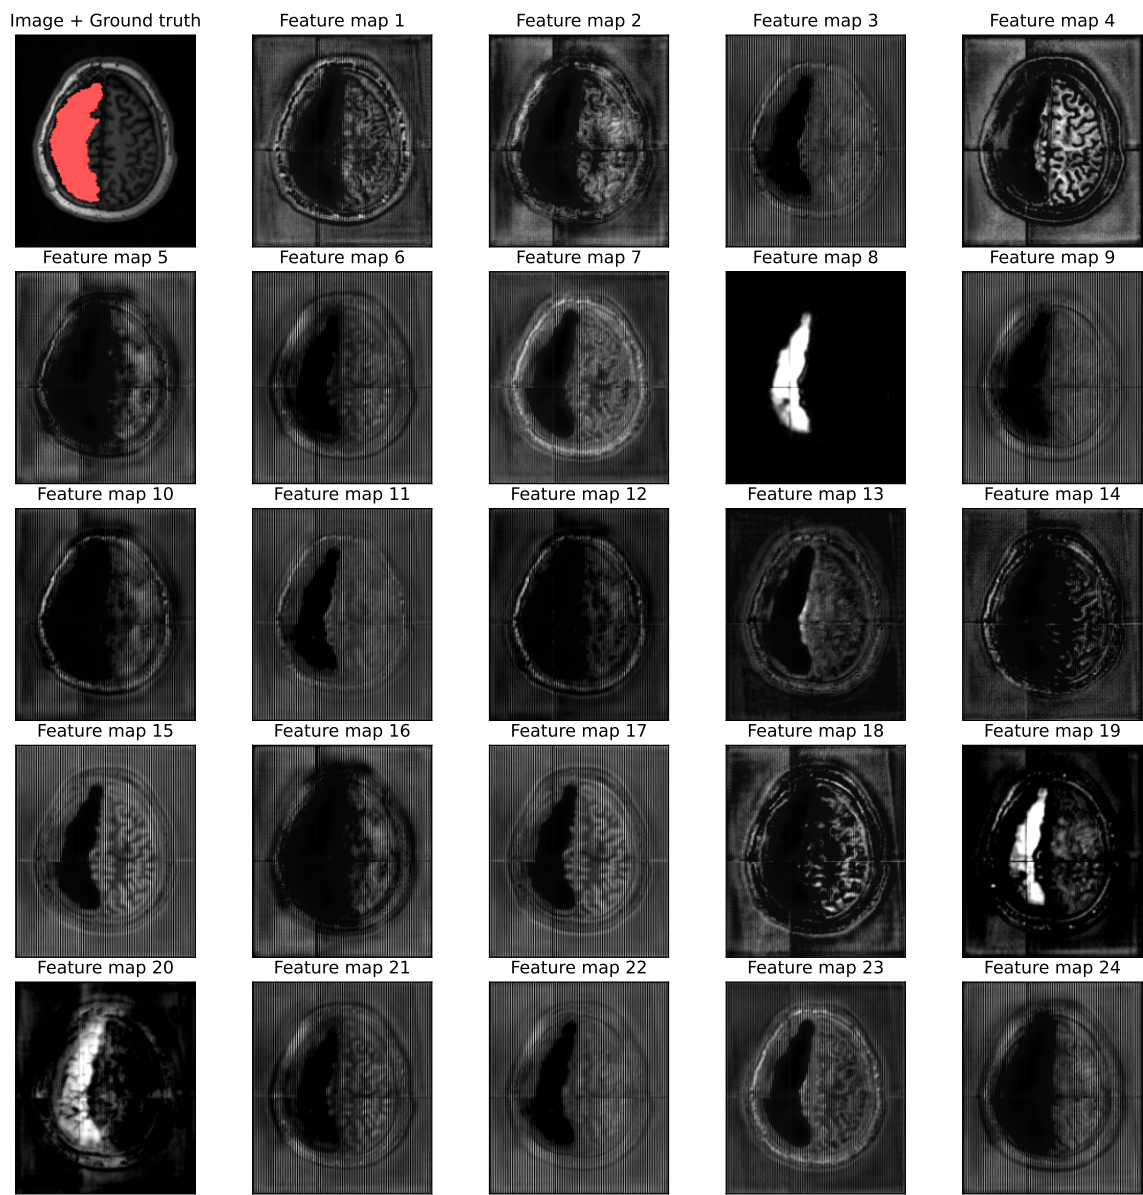 Image + Ground truth
Feature map 1
Feature map 2
Feature map 3
Feature map 4
Feature map 5
Feature map 6
Feature map 7
Feature map 8
Feature map 9
Feature map 10
Feature map 11
Feature map 12
Feature map 13
Feature map 14
Feature map 15
Feature map 16
Feature map 17
Feature map 18
Feature map 19
Feature map 20
Feature map 21
Feature map 22
Feature map 23
Feature map 24